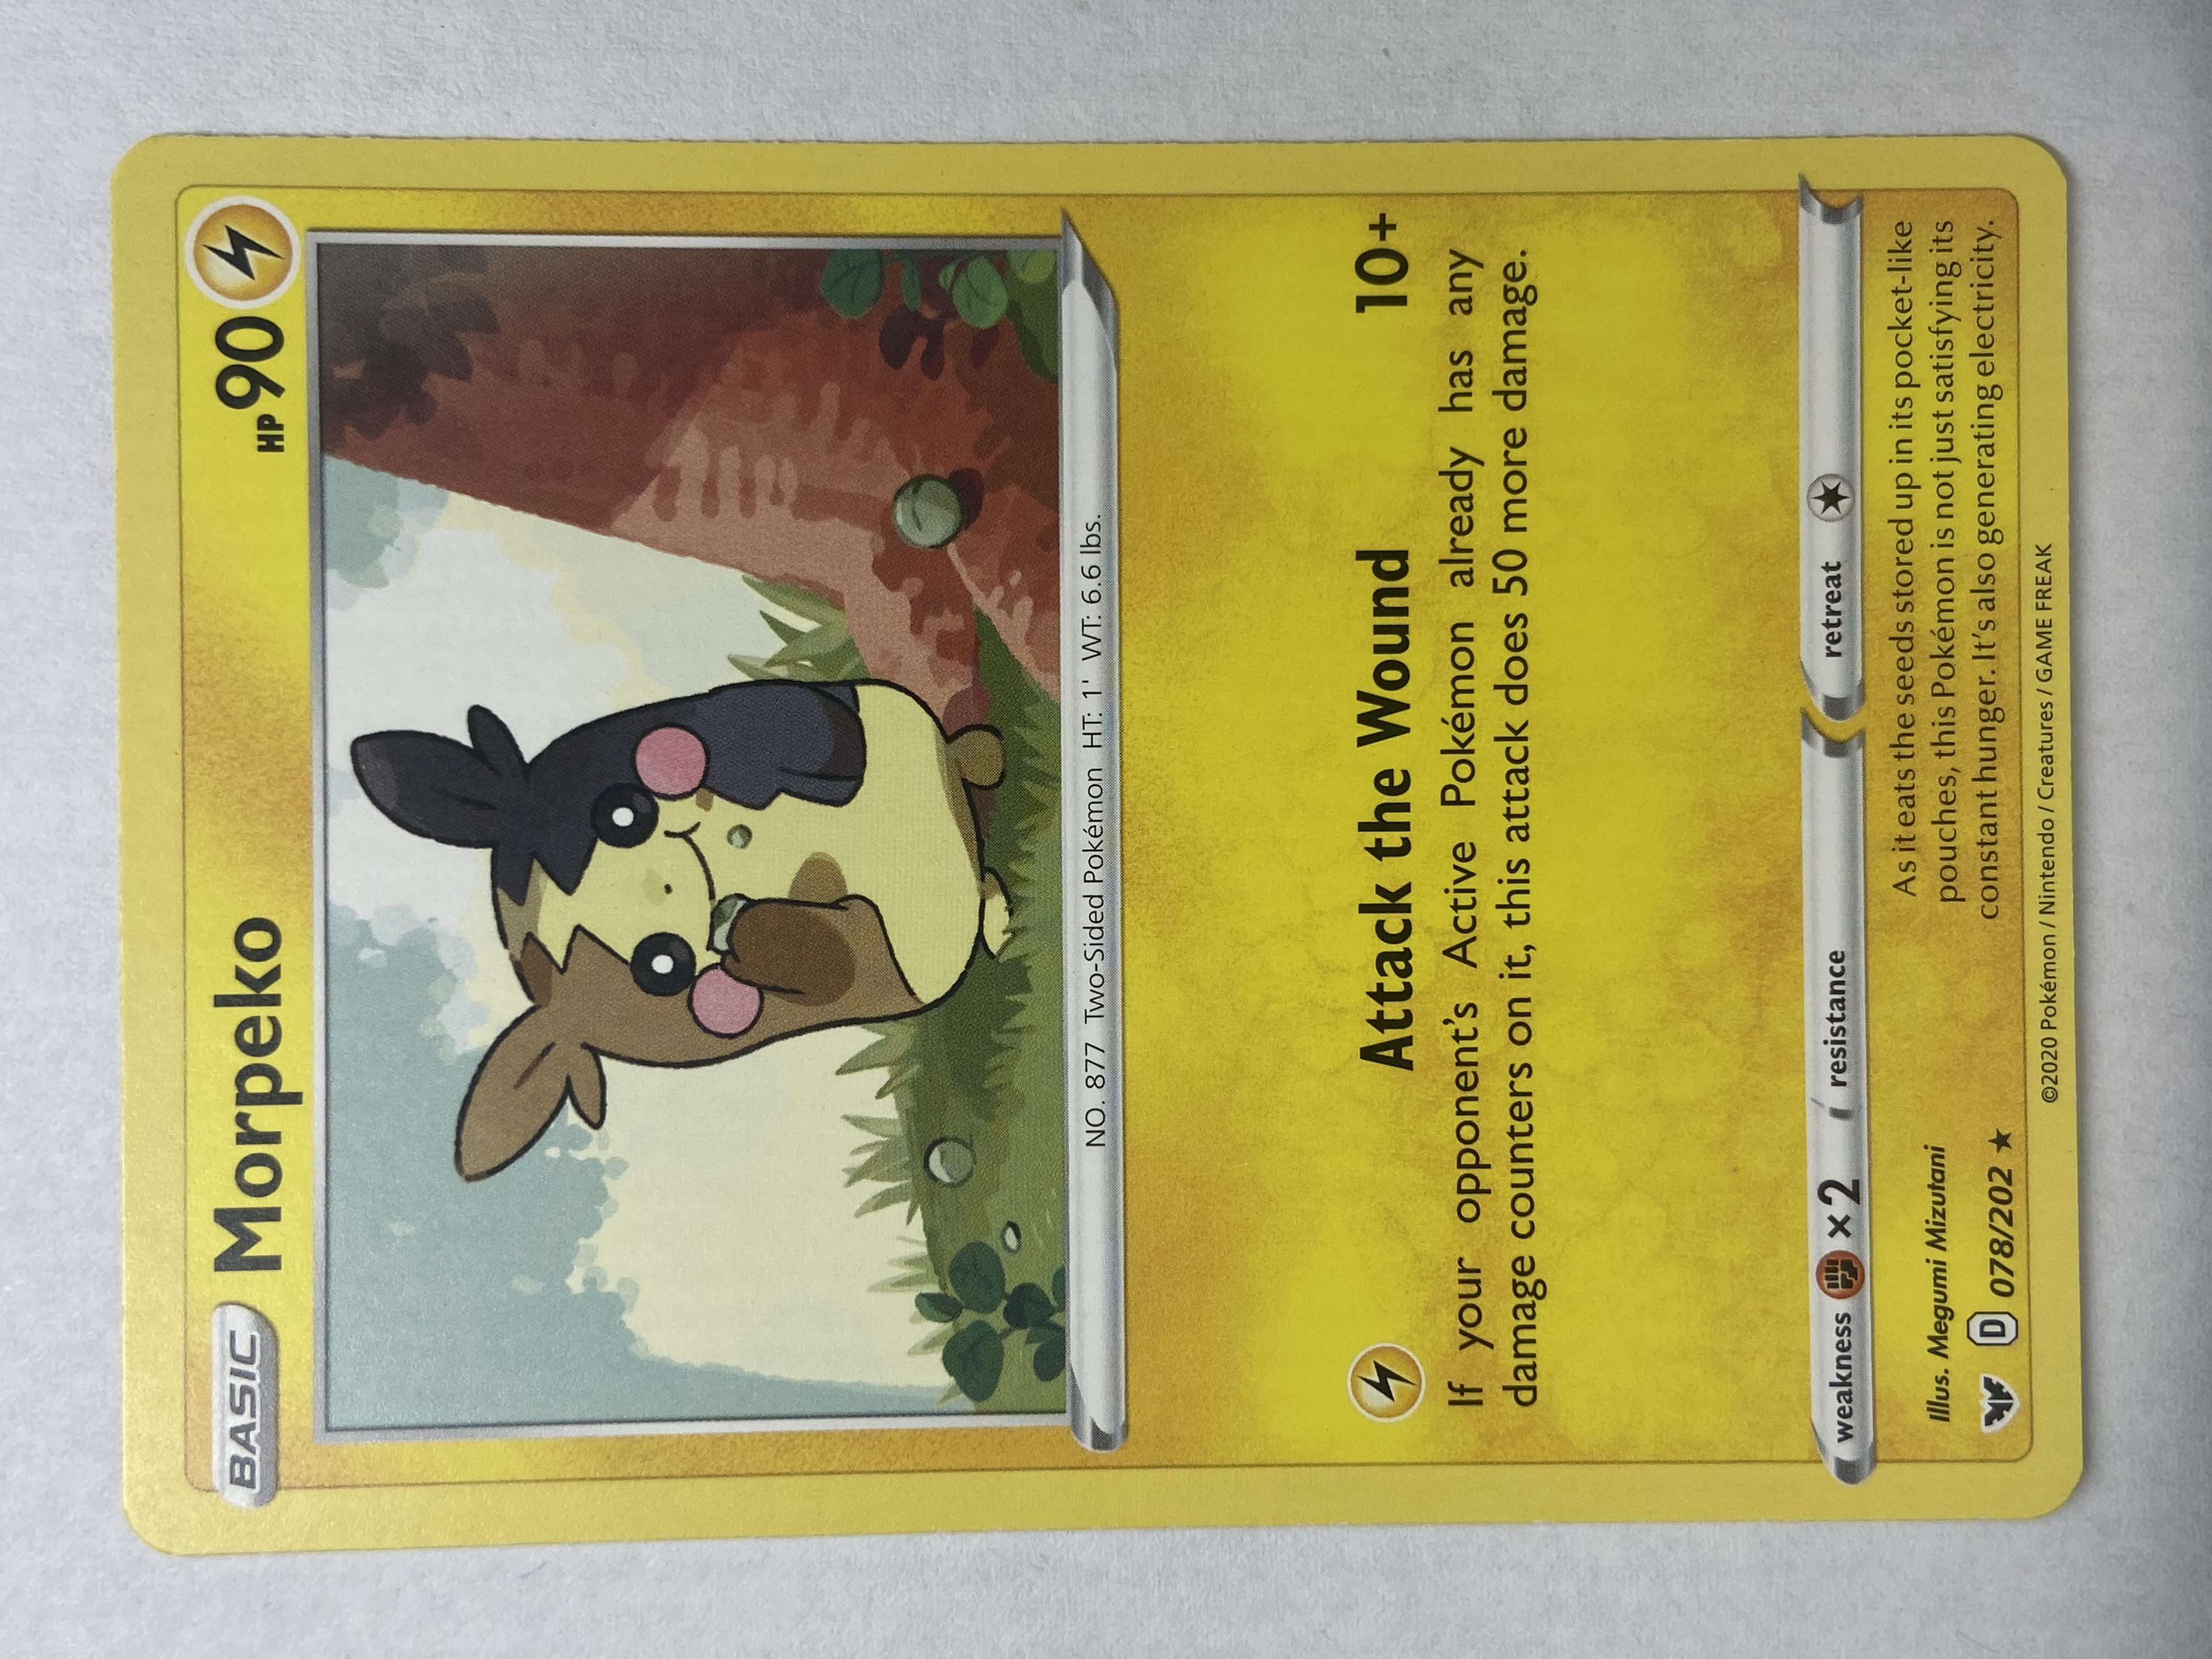 BASIC Morpeko HP 90
NO. 877 Two-Sided Pokémon HT: 1' WT: 6.6 lbs.
Attack the Wound 10+
If your opponent's Active Pokémon already has any
damage counters on it, this attack does 50 more damage.
weakness ×2 resistance retreat
As it eats the seeds stored up in its pocket-like
pouches, this Pokémon is not just satisfying its
constant hunger. It's also generating electricity.
Illus. Megumi Mizutani
D 078/202 ★
©2020 Pokémon / Nintendo / Creatures / GAME FREAK